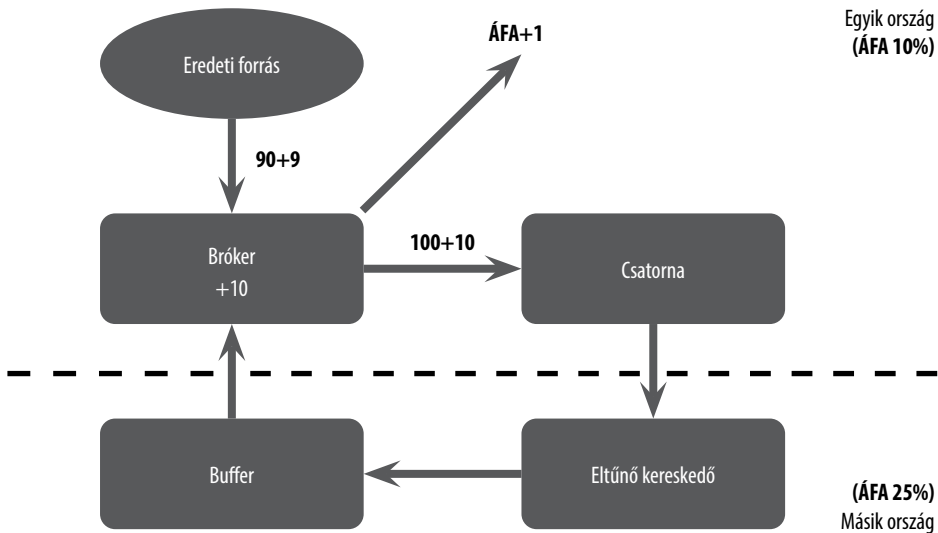 Egyik ország
(ÁFA 10%)
ÁFA+1
Eredeti forrás
90+9
Bróker
+10
100+10
Csatorna
Buffer
Eltűnő kereskedő
(ÁFA 25%)
Másik ország